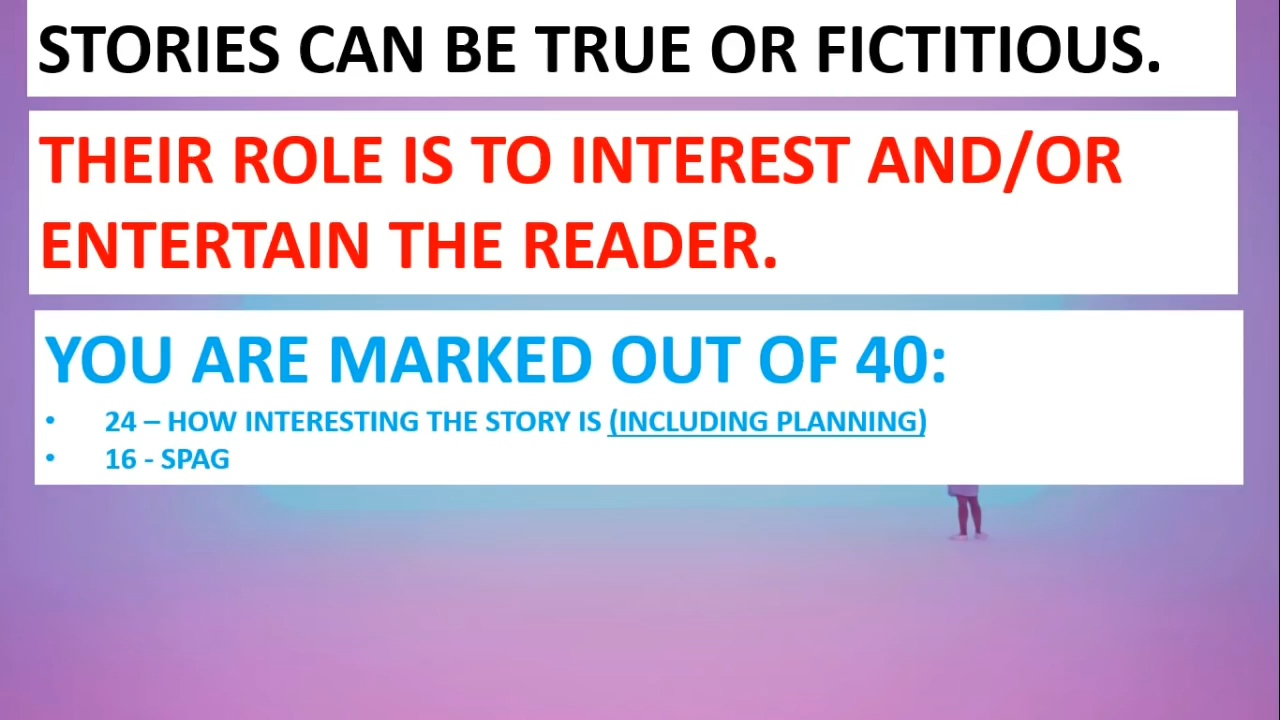 STORIES CAN BE TRUE OR FICTITIOUS.
THEIR ROLE IS TO INTEREST AND/OR
ENTERTAIN THE READER.
YOU ARE MARKED OUT OF 40:
• 24 – HOW INTERESTING THE STORY IS (INCLUDING PLANNING)
• 16 - SPAG